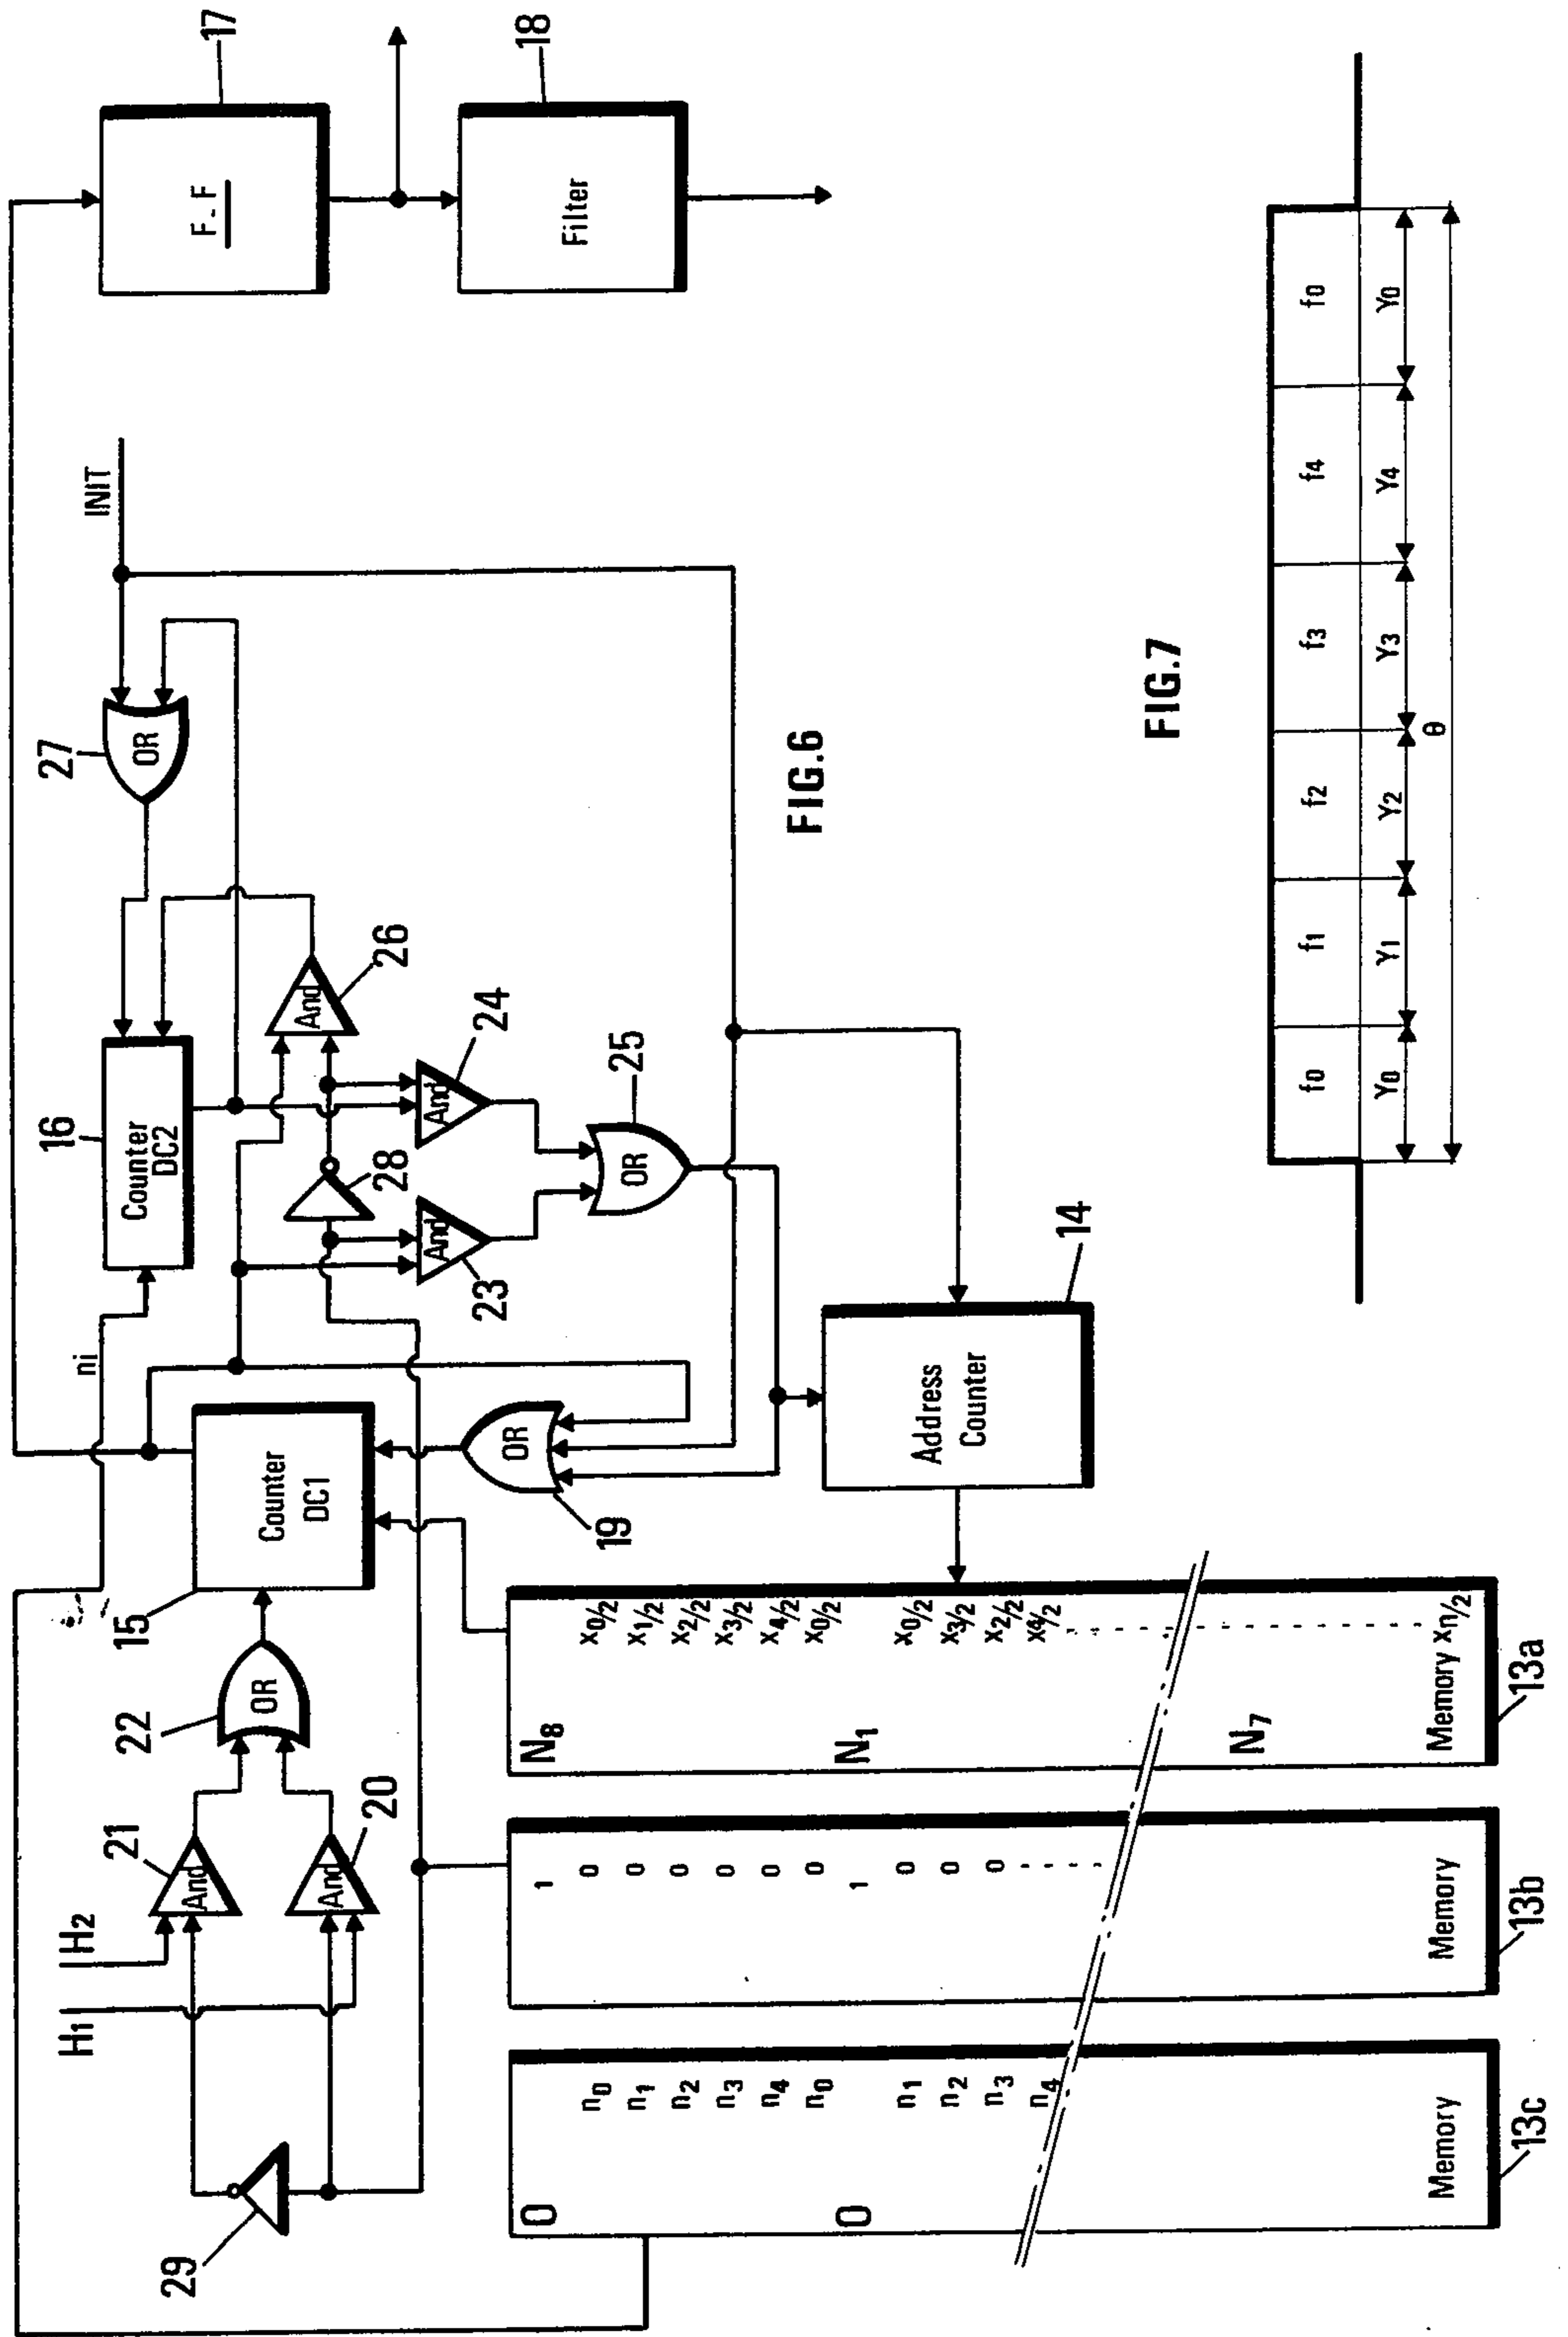 17
F-F
18
Filter
INIT
27
OR
16
Counter
DC2
And
26
28
And
24
And
23
OR
25
FIG.6
ni
15
Counter
DC1
OR
19
14
Address
Counter
22
OR
21
And
20
And
H2
H1
29
N8
x0/2
x1/2
x2/2
x3/2
x4/2
x0/2
N1
x0/2
x3/2
x2/2
x4/2
N7
xn/2
Memory
13a
1
0
0
0
0
0
0
1
0
0
0
Memory
13b
0
n0
n1
n2
n3
n4
n0
0
n1
n2
n3
n4
Memory
13c
FIG.7
f0
f1
f2
f3
f4
f0
Y0
Y1
Y2
Y3
Y4
Y0
θ